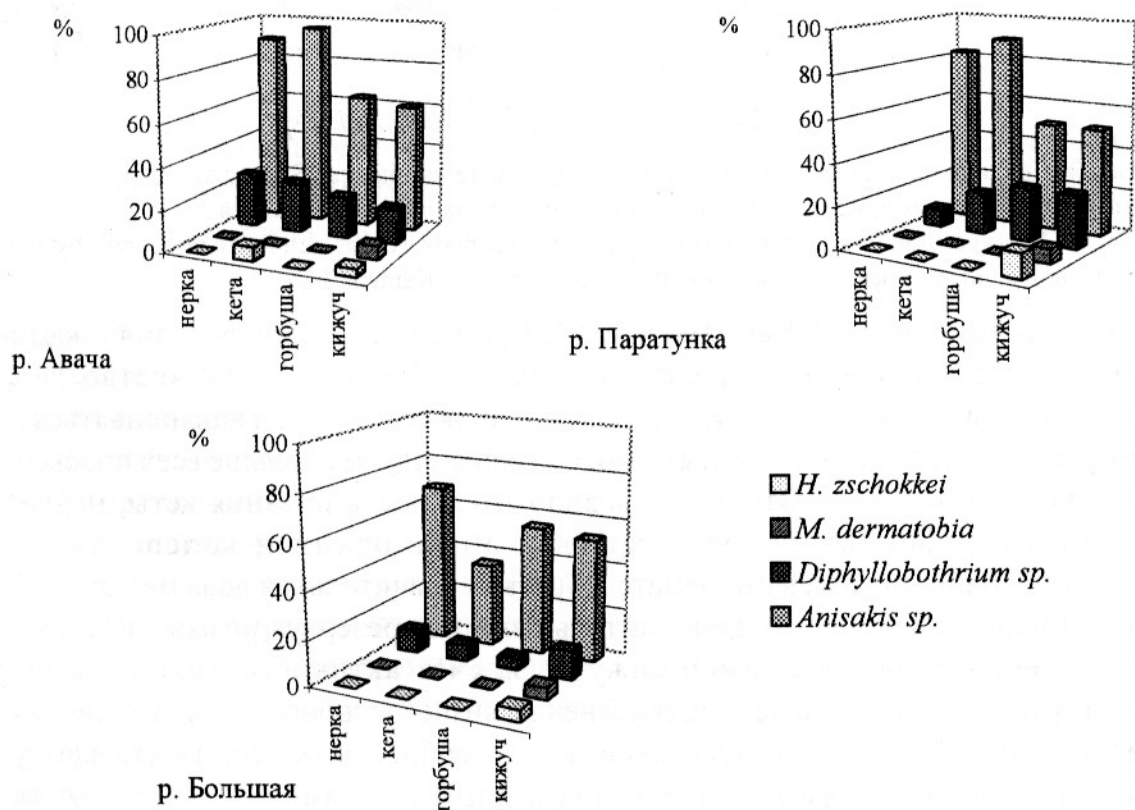 %
100
80
60
40
20
0
нерка
кета
горбуша
кижуч
р. Авача
%
100
80
60
40
20
0
нерка
кета
горбуша
кижуч
р. Паратунка
%
100
80
60
40
20
0
нерка
кета
горбуша
кижуч
р. Большая
H. zschokkei
M. dermatobia
Diphyllobothrium sp.
Anisakis sp.